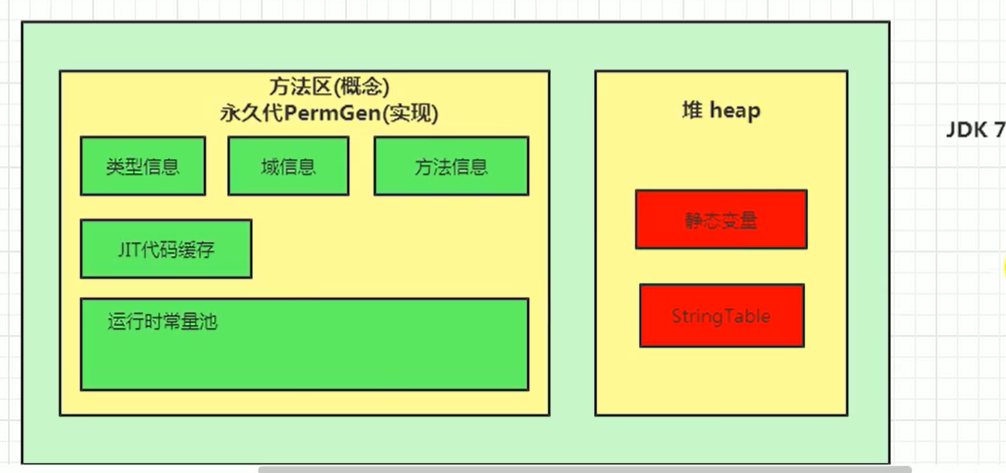 方法区(概念)
永久代PermGen(实现)
类型信息
域信息
方法信息
JIT代码缓存
运行时常量池
堆 heap
静态变量
StringTable
JDK 7